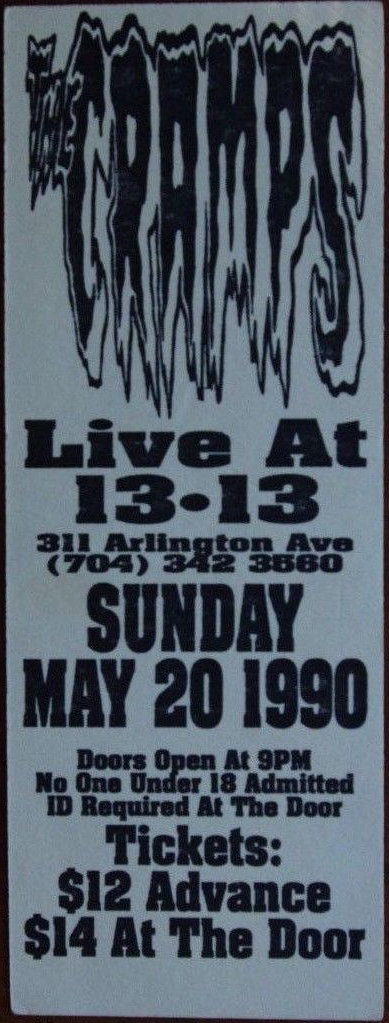 THE CRAMPS
Live At
13•13
311 Arlington Ave
(704) 342 3560
SUNDAY
MAY 20 1990
Doors Open At 9PM
No One Under 18 Admitted
ID Required At The Door
Tickets:
$12 Advance
$14 At The Door